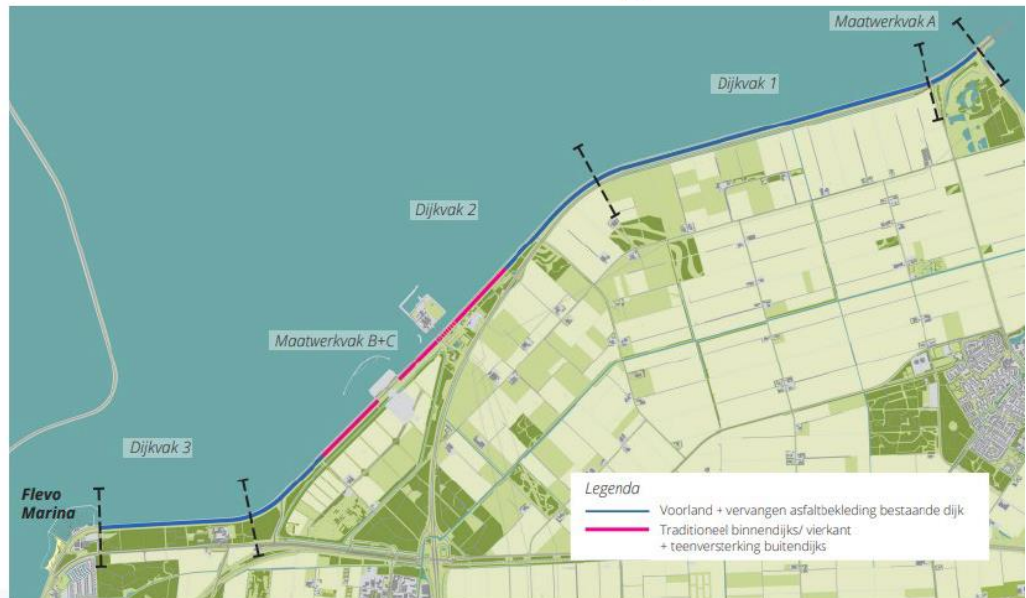 Maatwerkvak A
Dijkvak 1
Dijkvak 2
Maatwerkvak B+C
Dijkvak 3
Flevo
Marina
Legenda
Voorland + vervangen asfaltbekleding bestaande dijk
Traditioneel binnendijks/ vierkant
+ teenversterking buitendijks